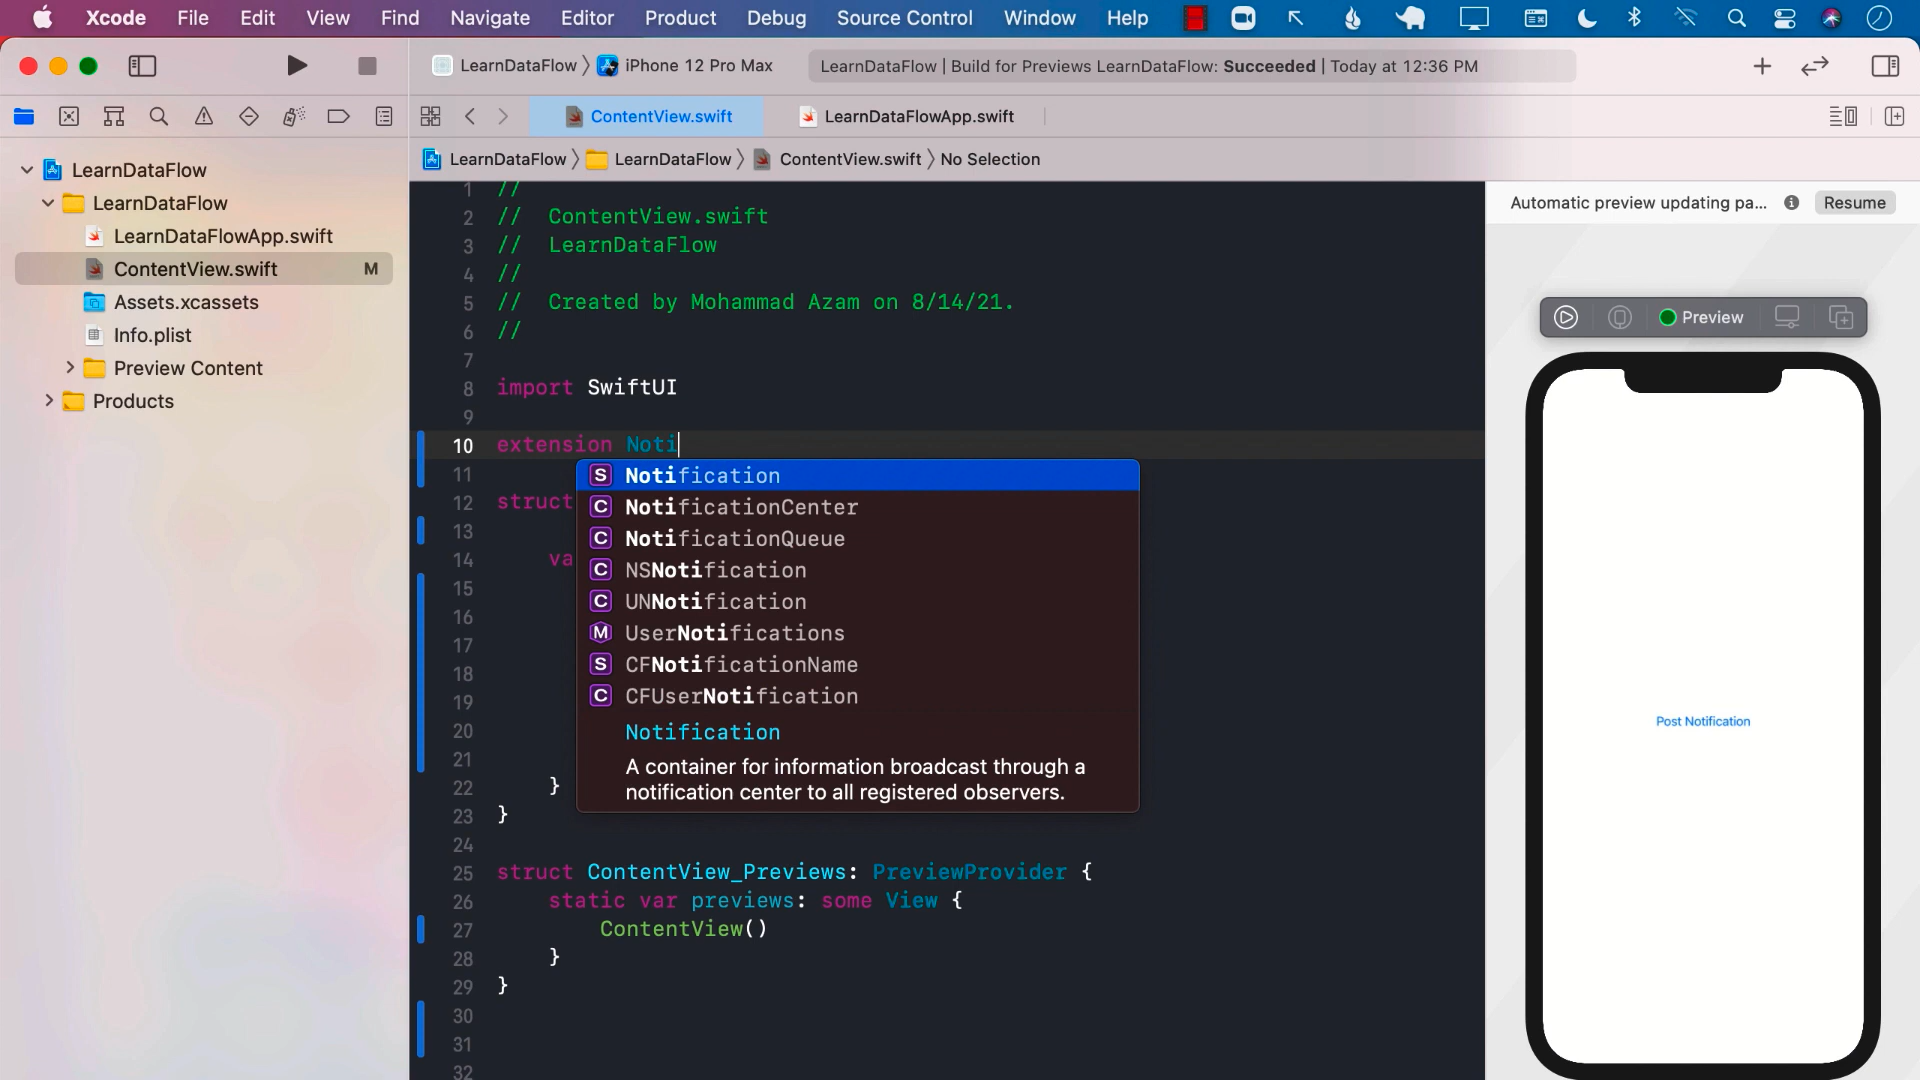 Xcode File Edit View Find Navigate Editor Product Debug Source Control Window Help
LearnDataFlow iPhone 12 Pro Max LearnDataFlow | Build for Previews LearnDataFlow: Succeeded | Today at 12:36 PM
ContentView.swift LearnDataFlowApp.swift
LearnDataFlow LearnDataFlow ContentView.swift No Selection
LearnDataFlow
LearnDataFlow
LearnDataFlowApp.swift
ContentView.swift M
Assets.xcassets
Info.plist
Preview Content
Products
1 //
2 // ContentView.swift
3 // LearnDataFlow
4 //
5 // Created by Mohammad Azam on 8/14/21.
6 //
7
8 import SwiftUI
9
10 extension Noti
11
12 struct
13
14 va
15
16
17
18
19
20
21
22 }
23 }
24
25 struct ContentView_Previews: PreviewProvider {
26 static var previews: some View {
27 ContentView()
28 }
29 }
30
31
32
S Notification
C NotificationCenter
C NotificationQueue
C NSNotification
C UNNotification
M UserNotifications
S CFNotificationName
C CFUserNotification
Notification
A container for information broadcast through a
notification center to all registered observers.
Automatic preview updating pa... Resume
Preview
Post Notification